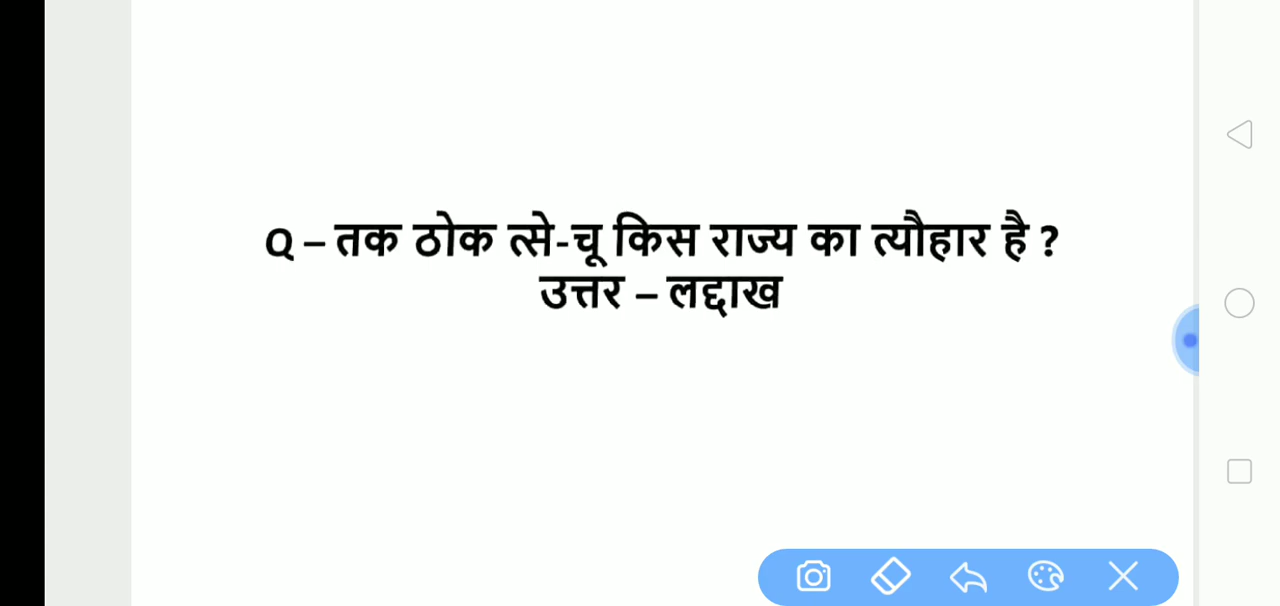 Q – तक ठोक त्से-चू किस राज्य का त्यौहार है ?
उत्तर – लद्दाख